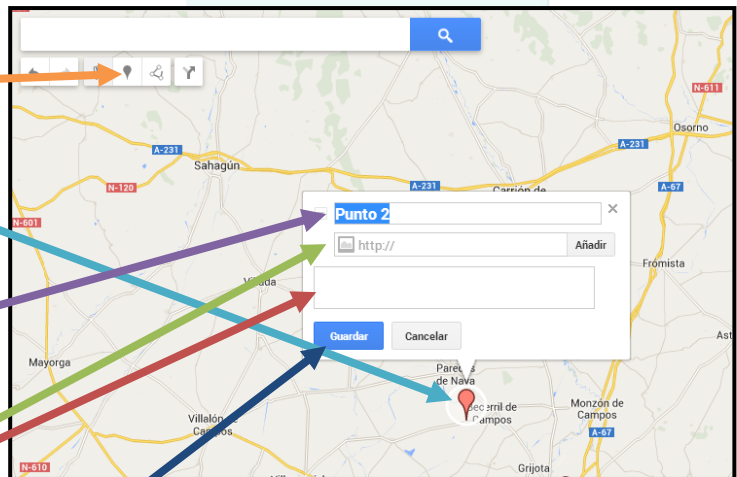 N-611
Osorno
A-231
A-231
Sahagún
N-120
A-231
Carrión de
A-67
N-601
Punto 2
http://
Añadir
Frómista
Guardar
Cancelar
Ast
Mayorga
Paredes
de Nava
Becerril de
Campos
Monzón de
Campos
Villalón
Campos
A-67
N-610
Grijota